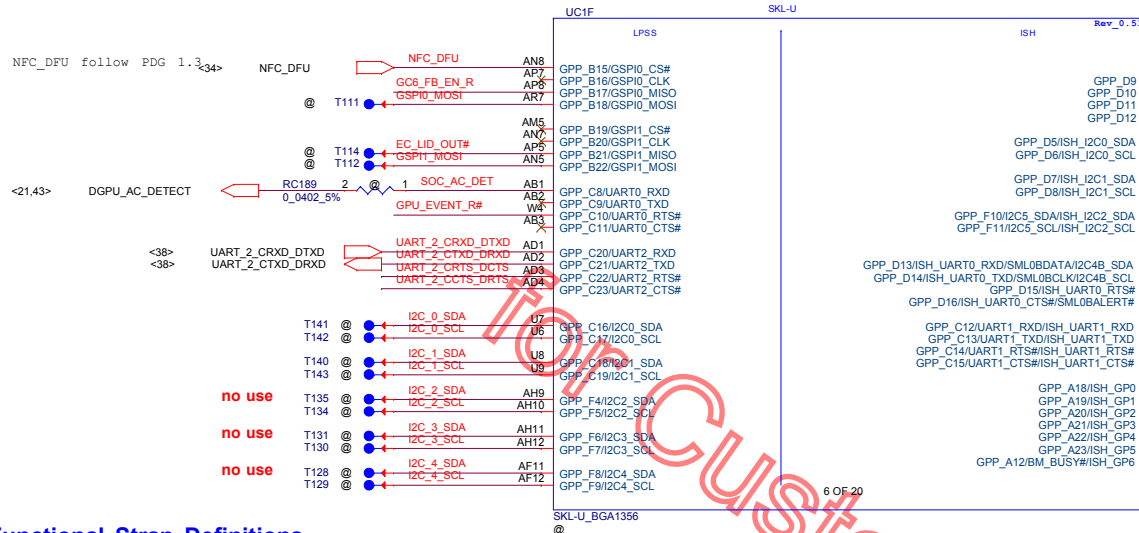 UC1F SKL-U
Rev_0.5
LPSS ISH
NFC_DFU follow PDG 1.3
<34> NFC_DFU NFC_DFU AN8 GPP_B15/GSPI0_CS#
AP7 GPP_B16/GSPI0_CLK
GC6_FB_EN_R AP8 GPP_B17/GSPI0_MISO
@ T111 GSPI0_MOSI AR7 GPP_B18/GSPI0_MOSI
AM5 GPP_B19/GSPI1_CS#
AN7 GPP_B20/GSPI1_CLK
@ T114 EC_LID_OUT# AP5 GPP_B21/GSPI1_MISO
@ T112 GSPI1_MOSI AN5 GPP_B22/GSPI1_MOSI
<21,43> DGPU_AC_DETECT RC189 2 @ 1 SOC_AC_DET AB1 GPP_C8/UART0_RXD
0_0402_5% AB2 GPP_C9/UART0_TXD
GPU_EVENT_R# W4 GPP_C10/UART0_RTS#
AB3 GPP_C11/UART0_CTS#
<38> UART_2_CRXD_DTXD UART_2_CRXD_DTXD AD1 GPP_C20/UART2_RXD
<38> UART_2_CTXD_DRXD UART_2_CTXD_DRXD AD2 GPP_C21/UART2_TXD
UART_2_CRTS_DCTS AD3 GPP_C22/UART2_RTS#
UART_2_CCTS_DRTS AD4 GPP_C23/UART2_CTS#
T141 @ I2C_0_SDA U7 GPP_C16/I2C0_SDA
T142 @ I2C_0_SCL U6 GPP_C17/I2C0_SCL
T140 @ I2C_1_SDA U8 GPP_C18/I2C1_SDA
T143 @ I2C_1_SCL U9 GPP_C19/I2C1_SCL
no use T135 @ I2C_2_SDA AH9 GPP_F4/I2C2_SDA
T134 @ I2C_2_SCL AH10 GPP_F5/I2C2_SCL
no use T131 @ I2C_3_SDA AH11 GPP_F6/I2C3_SDA
T130 @ I2C_3_SCL AH12 GPP_F7/I2C3_SCL
no use T128 @ I2C_4_SDA AF11 GPP_F8/I2C4_SDA
T129 @ I2C_4_SCL AF12 GPP_F9/I2C4_SCL
GPP_D9
GPP_D10
GPP_D11
GPP_D12
GPP_D5/ISH_I2C0_SDA
GPP_D6/ISH_I2C0_SCL
GPP_D7/ISH_I2C1_SDA
GPP_D8/ISH_I2C1_SCL
GPP_F10/I2C5_SDA/ISH_I2C2_SDA
GPP_F11/I2C5_SCL/ISH_I2C2_SCL
GPP_D13/ISH_UART0_RXD/SML0BDATA/I2C4B_SDA
GPP_D14/ISH_UART0_TXD/SML0BCLK/I2C4B_SCL
GPP_D15/ISH_UART0_RTS#
GPP_D16/ISH_UART0_CTS#/SML0BALERT#
GPP_C12/UART1_RXD/ISH_UART1_RXD
GPP_C13/UART1_TXD/ISH_UART1_TXD
GPP_C14/UART1_RTS#/ISH_UART1_RTS#
GPP_C15/UART1_CTS#/ISH_UART1_CTS#
GPP_A18/ISH_GP0
GPP_A19/ISH_GP1
GPP_A20/ISH_GP2
GPP_A21/ISH_GP3
GPP_A22/ISH_GP4
GPP_A23/ISH_GP5
GPP_A12/BM_BUSY#/ISH_GP6
6 OF 20
SKL-U_BGA1356
@
Functional Strap Definitions
for Custo